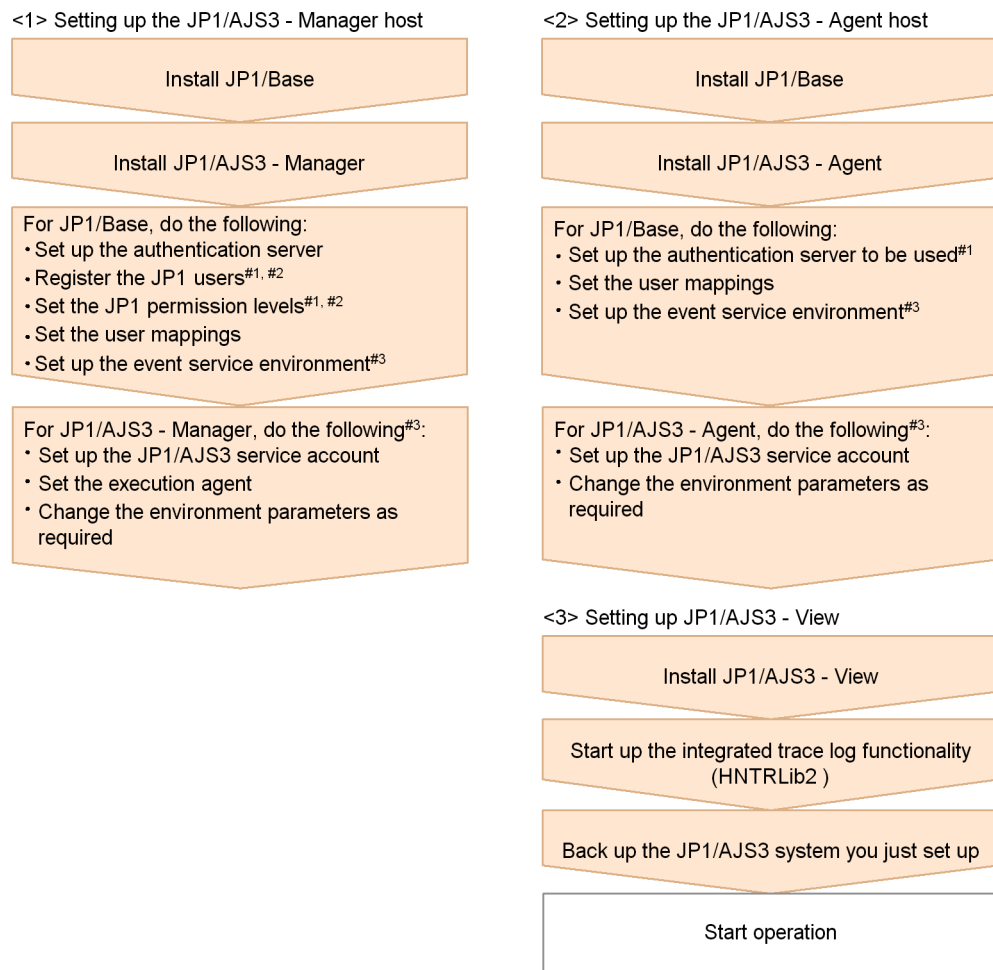 <1> Setting up the JP1/AJS3 - Manager host
Install JP1/Base
Install JP1/AJS3 - Manager
For JP1/Base, do the following:
・Set up the authentication server
・Register the JP1 users#1, #2
・Set the JP1 permission levels#1, #2
・Set the user mappings
・Set up the event service environment#3
For JP1/AJS3 - Manager, do the following#3:
・Set up the JP1/AJS3 service account
・Set the execution agent
・Change the environment parameters as
required
<2> Setting up the JP1/AJS3 - Agent host
Install JP1/Base
Install JP1/AJS3 - Agent
For JP1/Base, do the following:
・Set up the authentication server to be used#1
・Set the user mappings
・Set up the event service environment#3
For JP1/AJS3 - Agent, do the following#3:
・Set up the JP1/AJS3 service account
・Change the environment parameters as
required
<3> Setting up JP1/AJS3 - View
Install JP1/AJS3 - View
Start up the integrated trace log functionality
(HNTRLib2 )
Back up the JP1/AJS3 system you just set up
Start operation